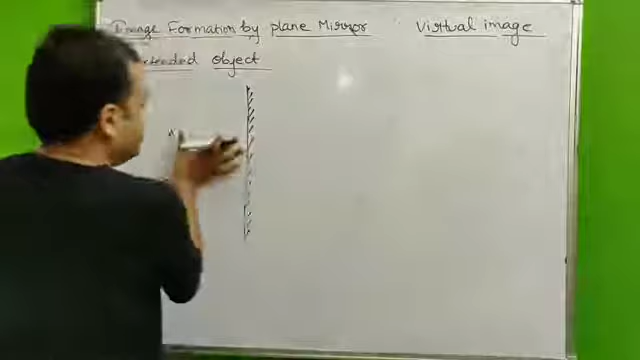 Image Formation by plane Mirror
Virtual image
extended object